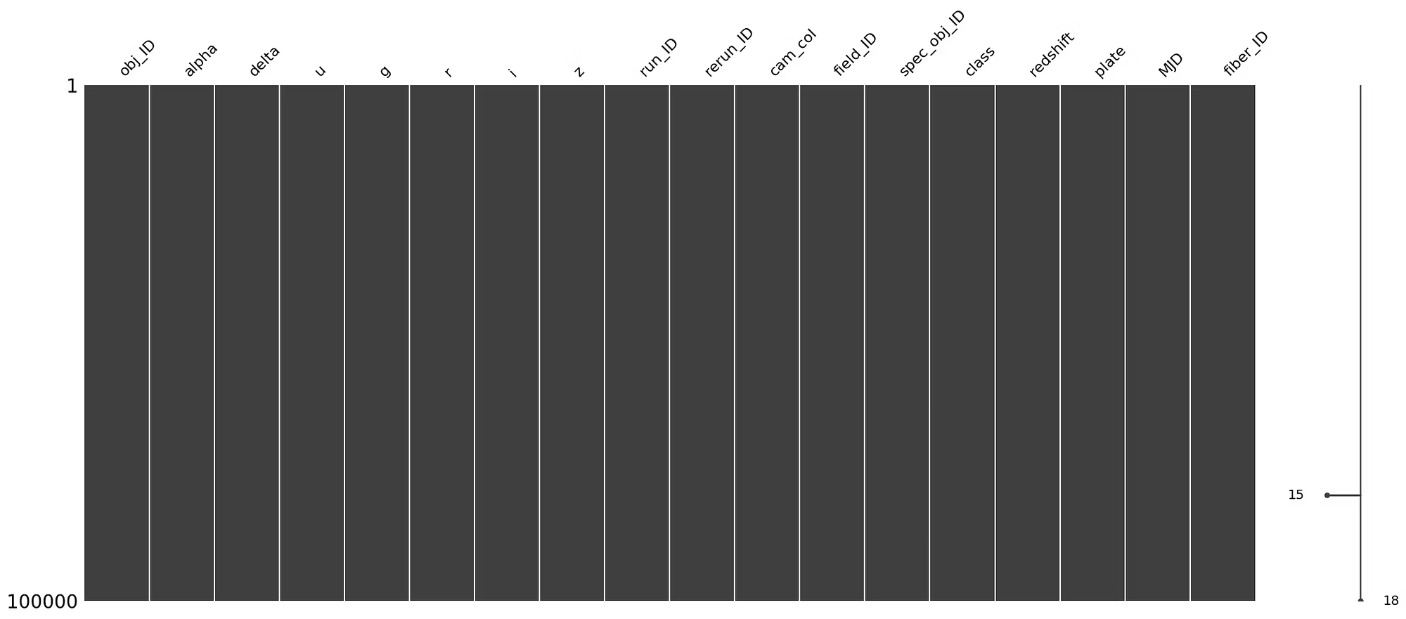 obj_ID alpha delta u g r i z run_ID rerun_ID cam_col field_ID spec_obj_ID class redshift plate MJD fiber_ID
1
15
100000 18